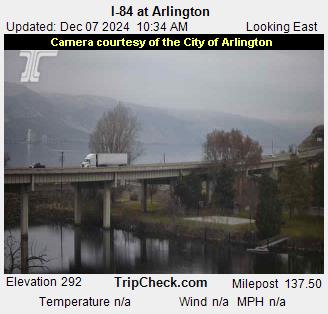 I-84 at Arlington
Updated: Dec 07 2024 10:34 AM Looking East
Camera courtesy of the City of Arlington
Elevation 292 TripCheck.com Milepost 137.50
Temperature n/a Wind n/a MPH n/a